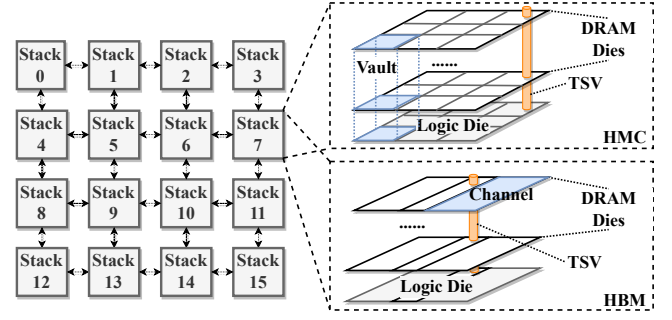 Stack 0
Stack 1
Stack 2
Stack 3
Stack 4
Stack 5
Stack 6
Stack 7
Stack 8
Stack 9
Stack 10
Stack 11
Stack 12
Stack 13
Stack 14
Stack 15
DRAM
Dies
Vault
......
TSV
Logic Die
HMC
Channel
DRAM
Dies
......
TSV
Logic Die
HBM